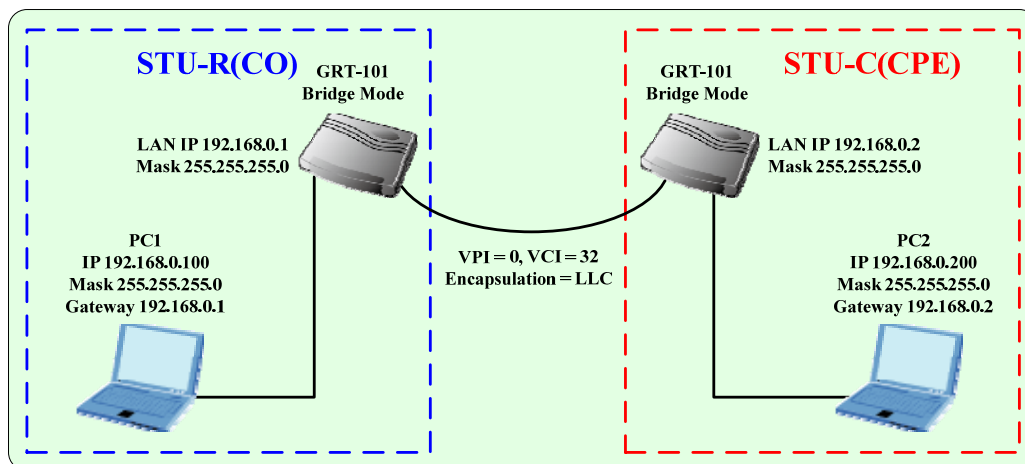 STU-R(CO)
GRT-101
Bridge Mode
LAN IP 192.168.0.1
Mask 255.255.255.0
PC1
IP 192.168.0.100
Mask 255.255.255.0
Gateway 192.168.0.1
VPI = 0, VCI = 32
Encapsulation = LLC
STU-C(CPE)
GRT-101
Bridge Mode
LAN IP 192.168.0.2
Mask 255.255.255.0
PC2
IP 192.168.0.200
Mask 255.255.255.0
Gateway 192.168.0.2